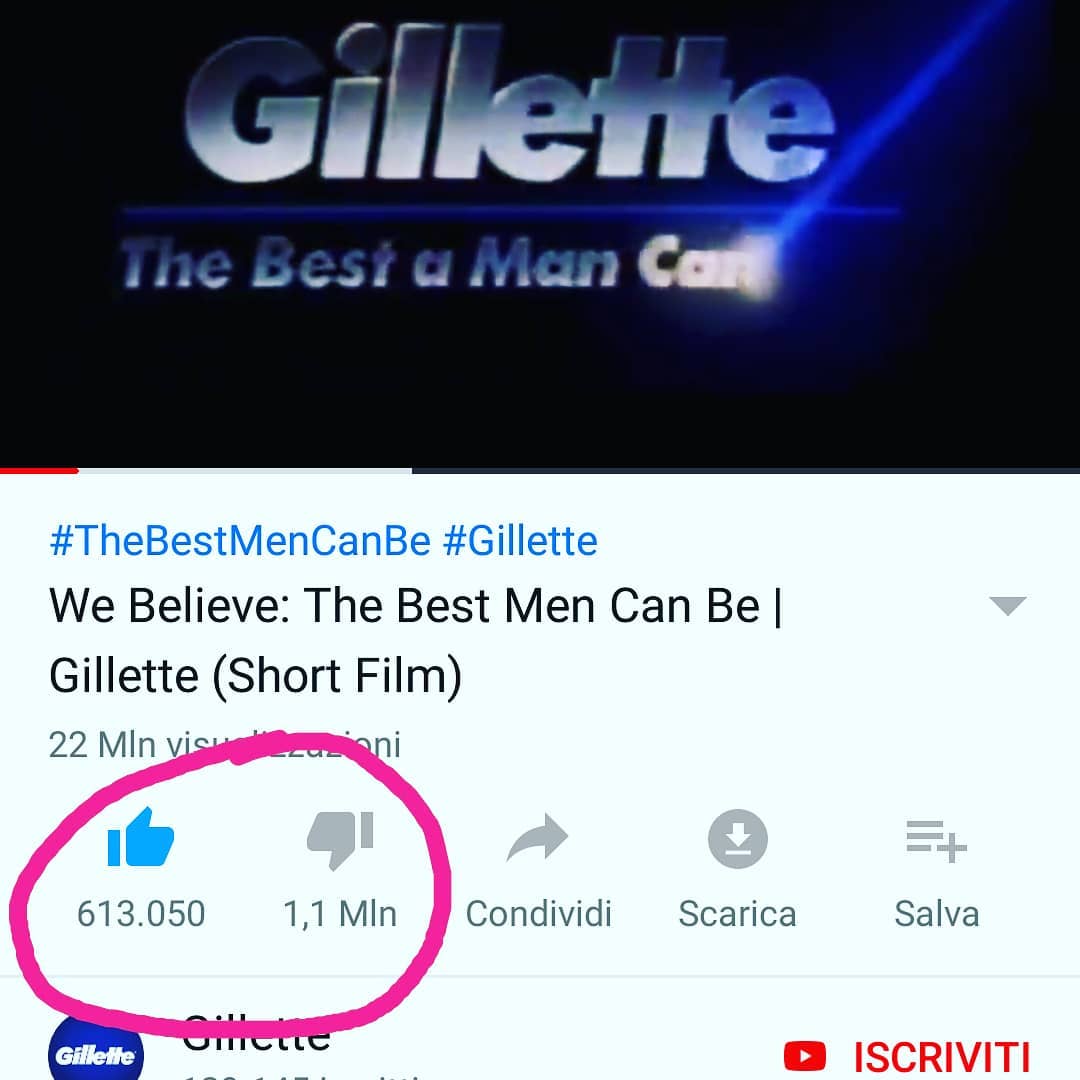 Gillette
The Best a Man Can
#TheBestMenCanBe #Gillette
We Believe: The Best Men Can Be |
Gillette (Short Film)
22 Mln visualizzazioni
613.050
1,1 Mln
Condividi
Scarica
Salva
Gillette
Gillette
ISCRIVITI